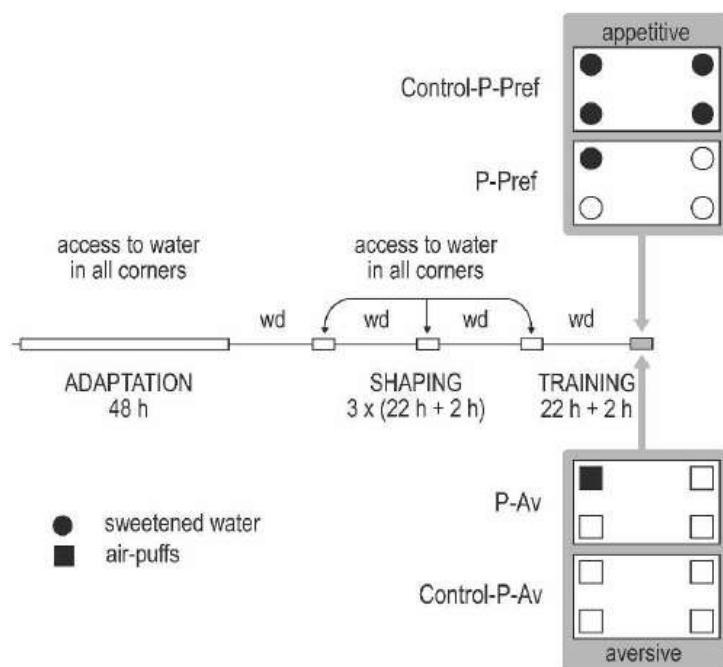 appetitive
Control-P-Pref
P-Pref
access to water
in all corners
access to water
in all corners
wd
wd
wd
wd
ADAPTATION
48 h
SHAPING
3 x (22 h + 2 h)
TRAINING
22 h + 2 h
P-Av
sweetened water
air-puffs
Control-P-Av
aversive